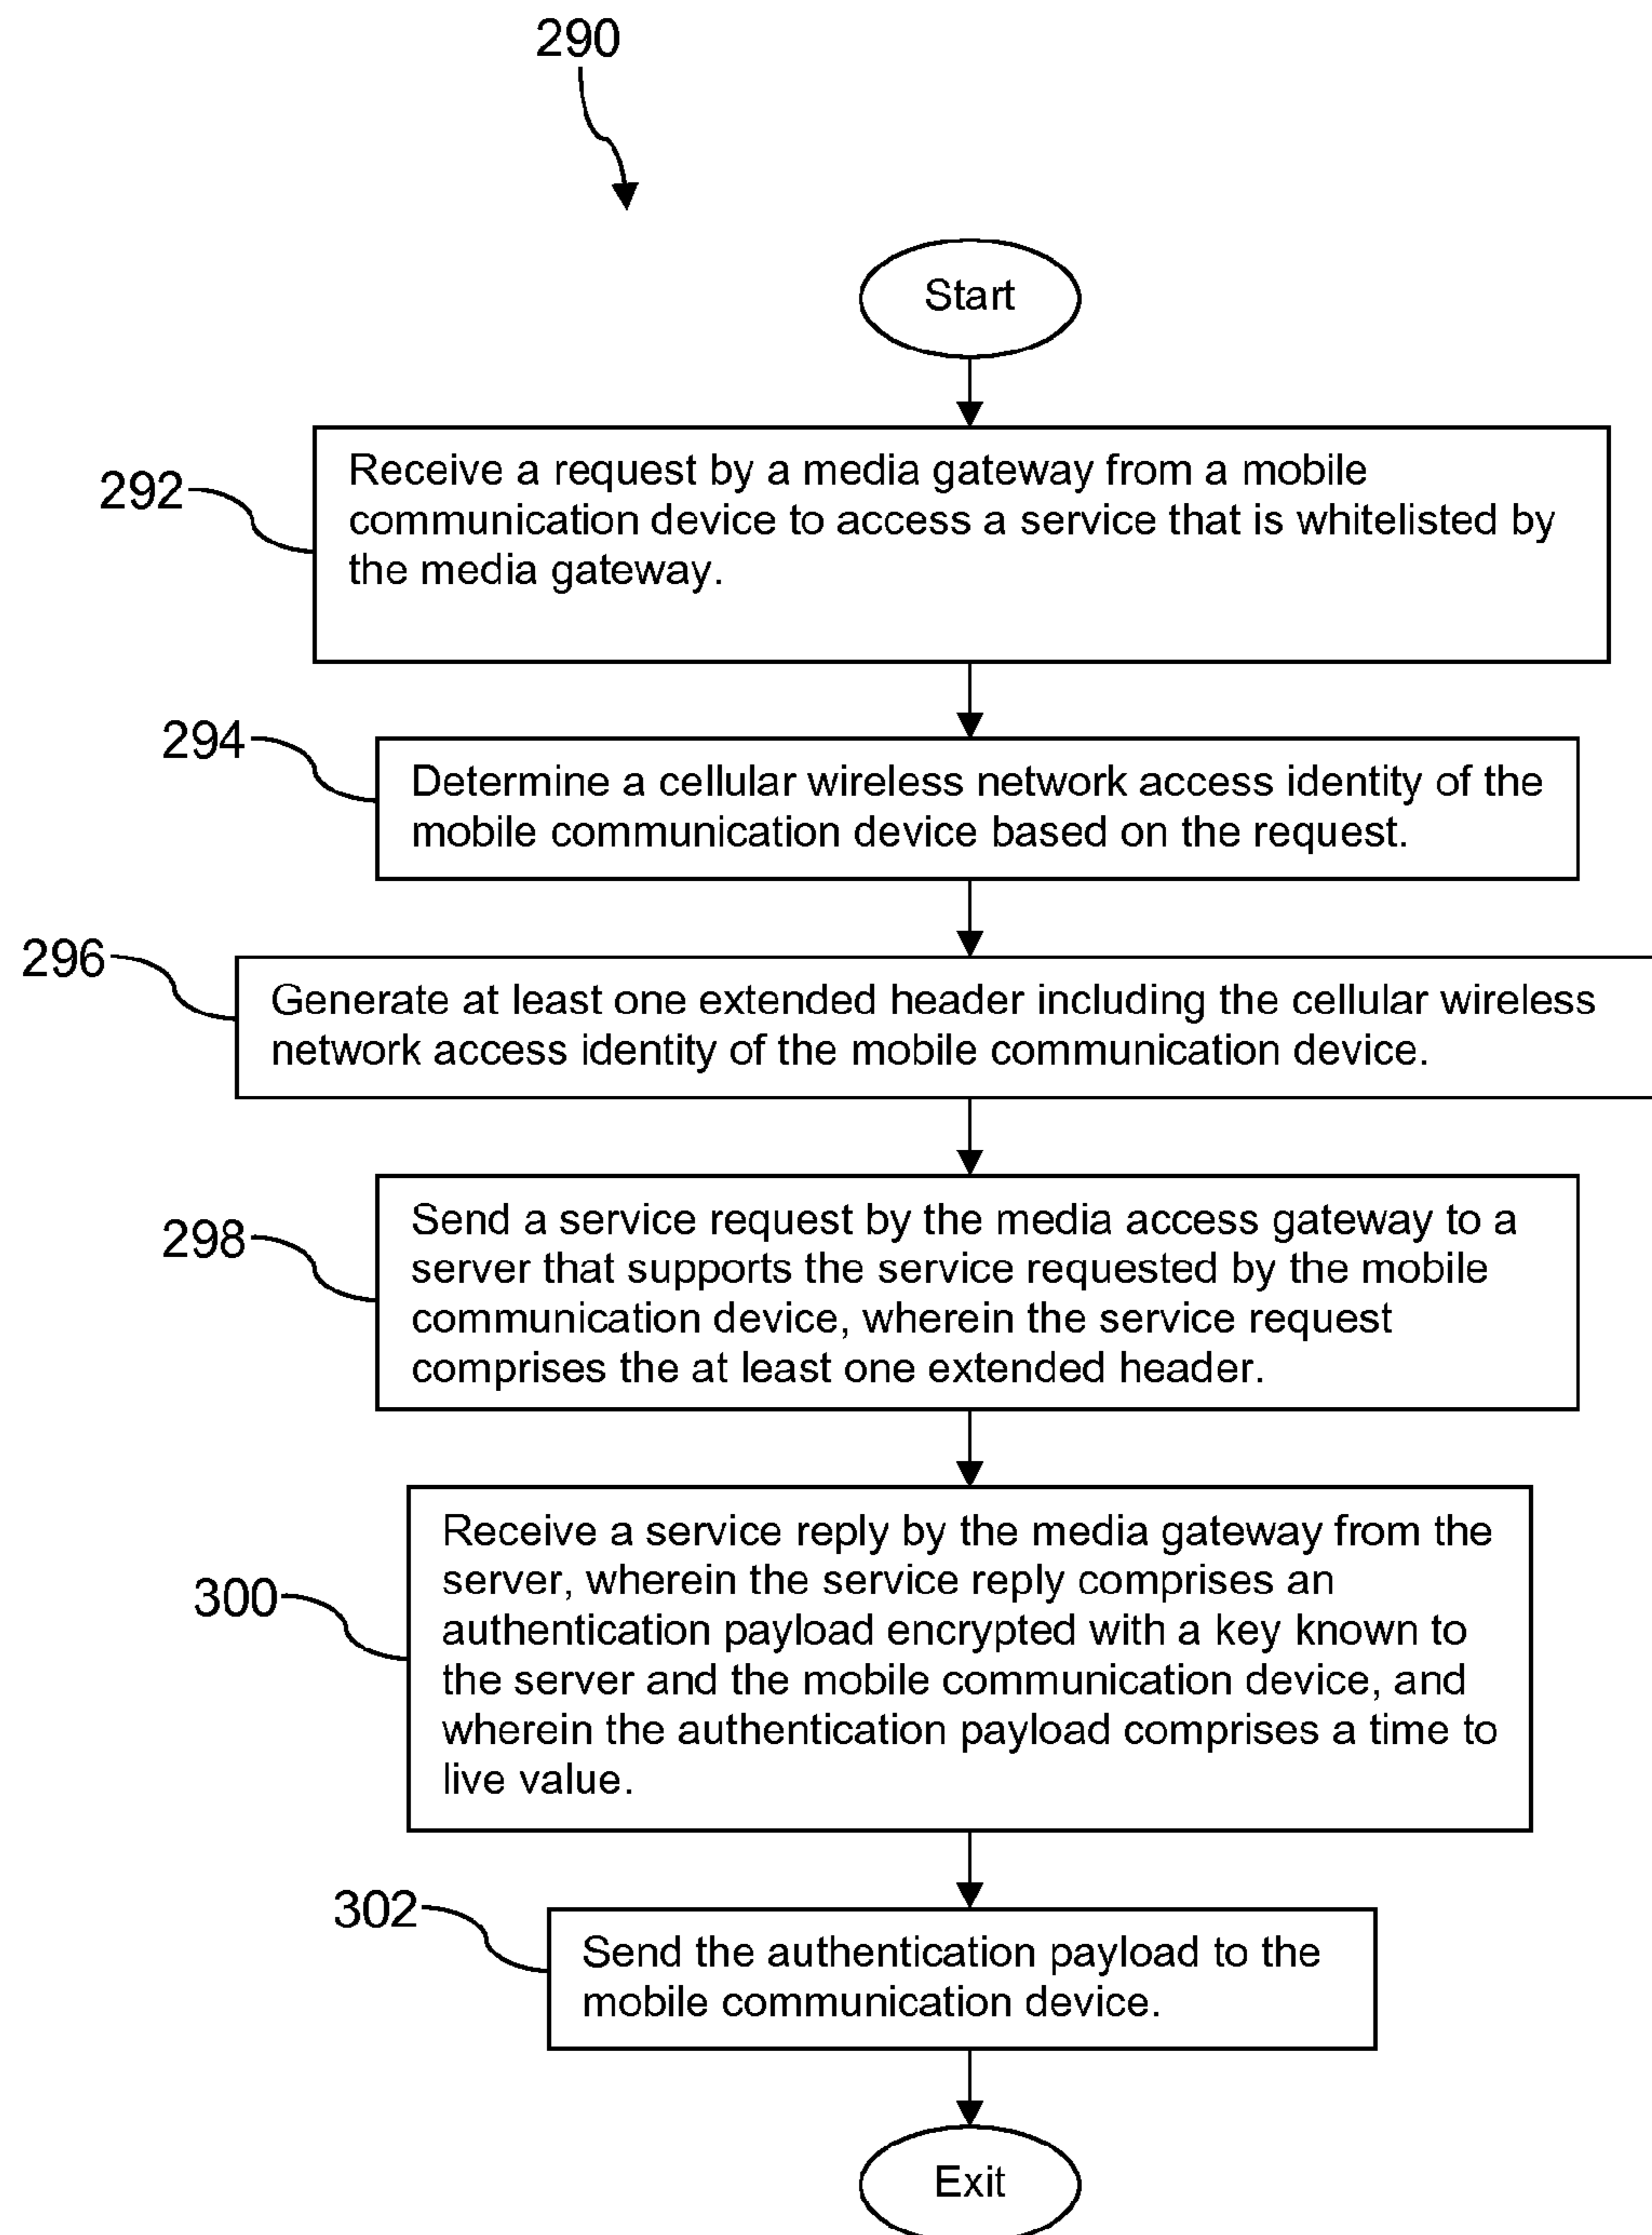 290
Start
292
Receive a request by a media gateway from a mobile
communication device to access a service that is whitelisted by
the media gateway.
294
Determine a cellular wireless network access identity of the
mobile communication device based on the request.
296
Generate at least one extended header including the cellular wireless
network access identity of the mobile communication device.
298
Send a service request by the media access gateway to a
server that supports the service requested by the mobile
communication device, wherein the service request
comprises the at least one extended header.
300
Receive a service reply by the media gateway from the
server, wherein the service reply comprises an
authentication payload encrypted with a key known to
the server and the mobile communication device, and
wherein the authentication payload comprises a time to
live value.
302
Send the authentication payload to the
mobile communication device.
Exit